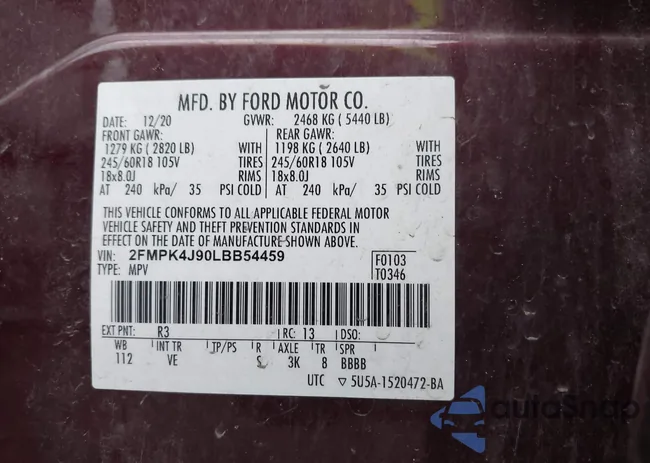 MFD. BY FORD MOTOR CO.
DATE: 12/20 GVWR: 2468 KG ( 5440 LB)
FRONT GAWR: REAR GAWR:
1279 KG ( 2820 LB) WITH 1198 KG ( 2640 LB) WITH
245/60R18 105V TIRES 245/60R18 105V TIRES
18x8.0J RIMS 18x8.0J RIMS
AT 240 kPa/ 35 PSI COLD AT 240 kPa/ 35 PSI COLD
THIS VEHICLE CONFORMS TO ALL APPLICABLE FEDERAL MOTOR
VEHICLE SAFETY AND THEFT PREVENTION STANDARDS IN
EFFECT ON THE DATE OF MANUFACTURE SHOWN ABOVE.
VIN: 2FMPK4J90LBB54459 F0103
TYPE: MPV T0346
EXT PNT: R3 RC: 13 DSO:
WB INT TR TP/PS R AXLE TR SPR
112 VE S 3K 8 BBBB
UTC ▽ 5U5A-1520472-BA
autoSnap